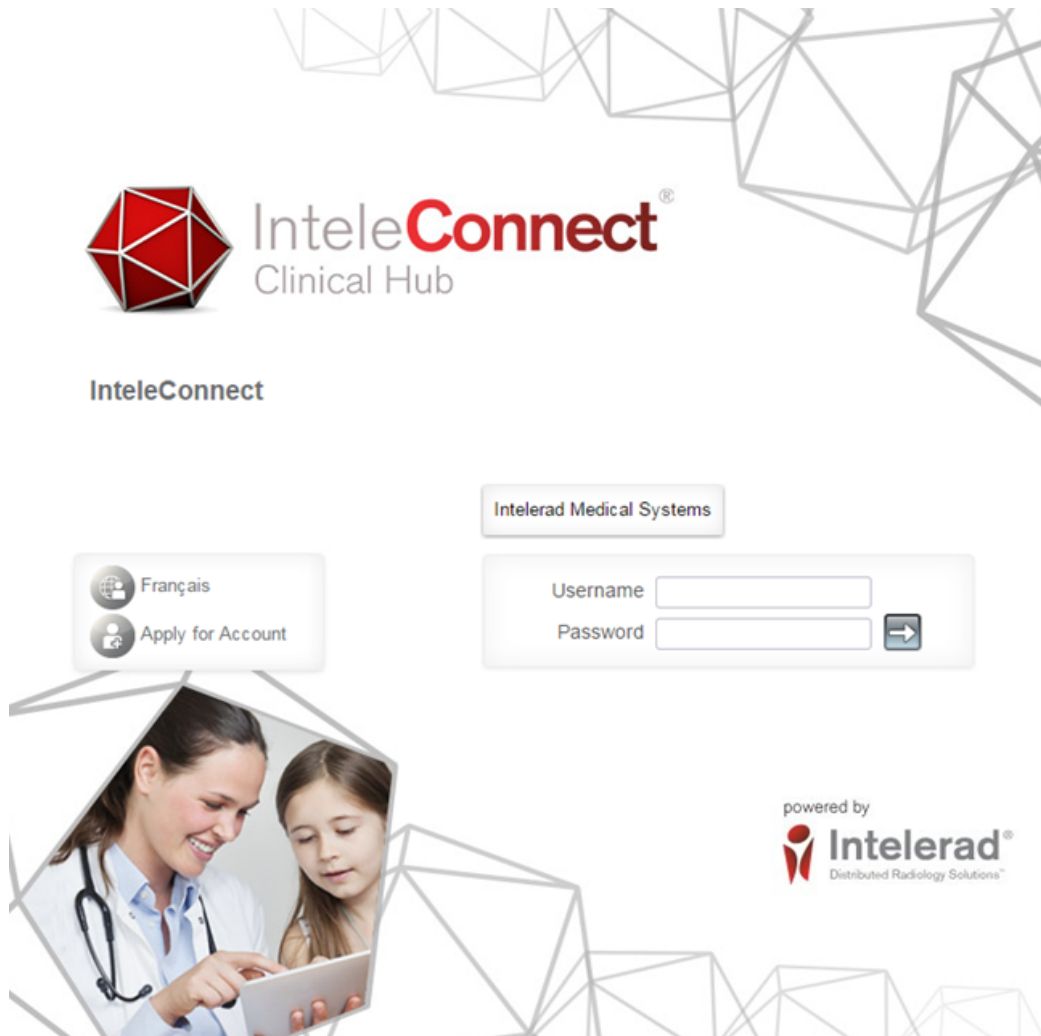 InteleConnect®
Clinical Hub
InteleConnect
Intelerad Medical Systems
Français
Apply for Account
Username
Password
powered by
Intelerad®
Distributed Radiology Solutions™